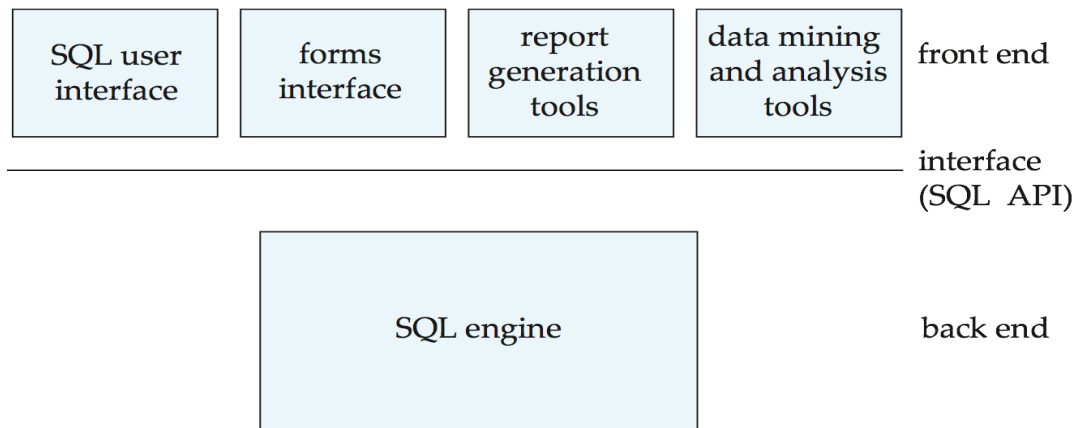 SQL user
interface
forms
interface
report
generation
tools
data mining
and analysis
tools
front end
interface
(SQL API)
SQL engine
back end